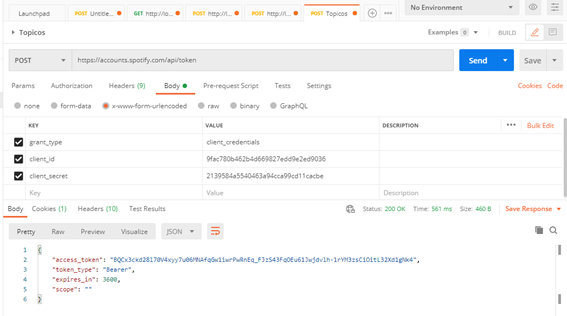 Launchpad POST Untitle... GET http://lo... POST http://l... POST http://l... POST Topicos No Environment
Topicos Examples 0 BUILD
POST https://accounts.spotify.com/api/token Send Save
Params Authorization Headers (9) Body Pre-request Script Tests Settings Cookies Code
none form-data x-www-form-urlencoded raw binary GraphQL
KEY VALUE DESCRIPTION ••• Bulk Edit
grant_type client_credentials
client_id 9fac780b462b4d669827edd9e2ed9036
client_secret 2139584a5540463a94cca99cd11cacbe
Key Value Description
Body Cookies (1) Headers (10) Test Results Status: 200 OK Time: 561 ms Size: 460 B Save Response
Pretty Raw Preview Visualize JSON
1 {
2 "access_token":
3 "token_type": "Bearer",
4 "expires_in": 3600,
5 "scope": ""
6 }